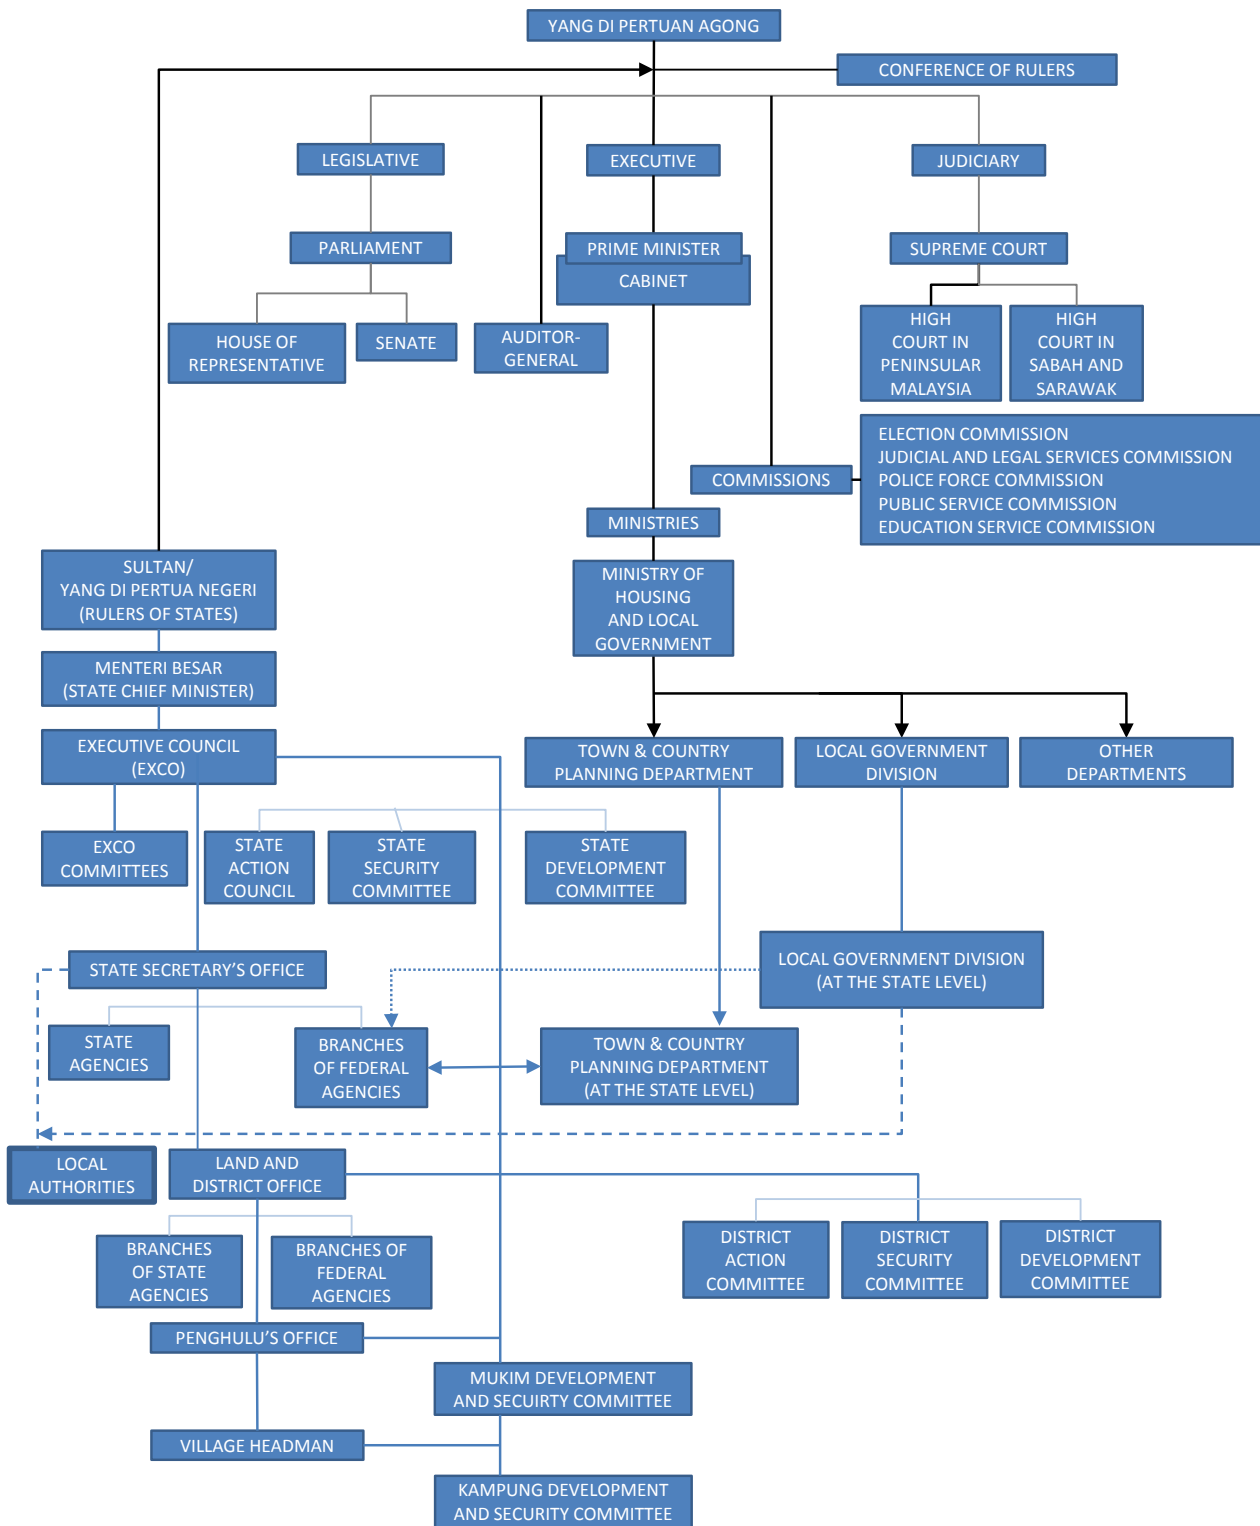 YANG DI PERTUAN AGONG
CONFERENCE OF RULERS
LEGISLATIVE
EXECUTIVE
JUDICIARY
PARLIAMENT
PRIME MINISTER
CABINET
SUPREME COURT
HOUSE OF
REPRESENTATIVE
SENATE
AUDITOR-
GENERAL
HIGH
COURT IN
PENINSULAR
MALAYSIA
HIGH
COURT IN
SABAH AND
SARAWAK
COMMISSIONS
ELECTION COMMISSION
JUDICIAL AND LEGAL SERVICES COMMISSION
POLICE FORCE COMMISSION
PUBLIC SERVICE COMMISSION
EDUCATION SERVICE COMMISSION
MINISTRIES
SULTAN/
YANG DI PERTUA NEGERI
(RULERS OF STATES)
MINISTRY OF
HOUSING
AND LOCAL
GOVERNMENT
MENTERI BESAR
(STATE CHIEF MINISTER)
EXECUTIVE COUNCIL
(EXCO)
TOWN & COUNTRY
PLANNING DEPARTMENT
LOCAL GOVERNMENT
DIVISION
OTHER
DEPARTMENTS
EXCO
COMMITTEES
STATE
ACTION
COUNCIL
STATE
SECURITY
COMMITTEE
STATE
DEVELOPMENT
COMMITTEE
STATE SECRETARY'S OFFICE
LOCAL GOVERNMENT DIVISION
(AT THE STATE LEVEL)
STATE
AGENCIES
BRANCHES
OF FEDERAL
AGENCIES
TOWN & COUNTRY
PLANNING DEPARTMENT
(AT THE STATE LEVEL)
LOCAL
AUTHORITIES
LAND AND
DISTRICT OFFICE
BRANCHES
OF STATE
AGENCIES
BRANCHES OF
FEDERAL
AGENCIES
DISTRICT
ACTION
COMMITTEE
DISTRICT
SECURITY
COMMITTEE
DISTRICT
DEVELOPMENT
COMMITTEE
PENGHULU'S OFFICE
MUKIM DEVELOPMENT
AND SECUIRTY COMMITTEE
VILLAGE HEADMAN
KAMPUNG DEVELOPMENT
AND SECURITY COMMITTEE